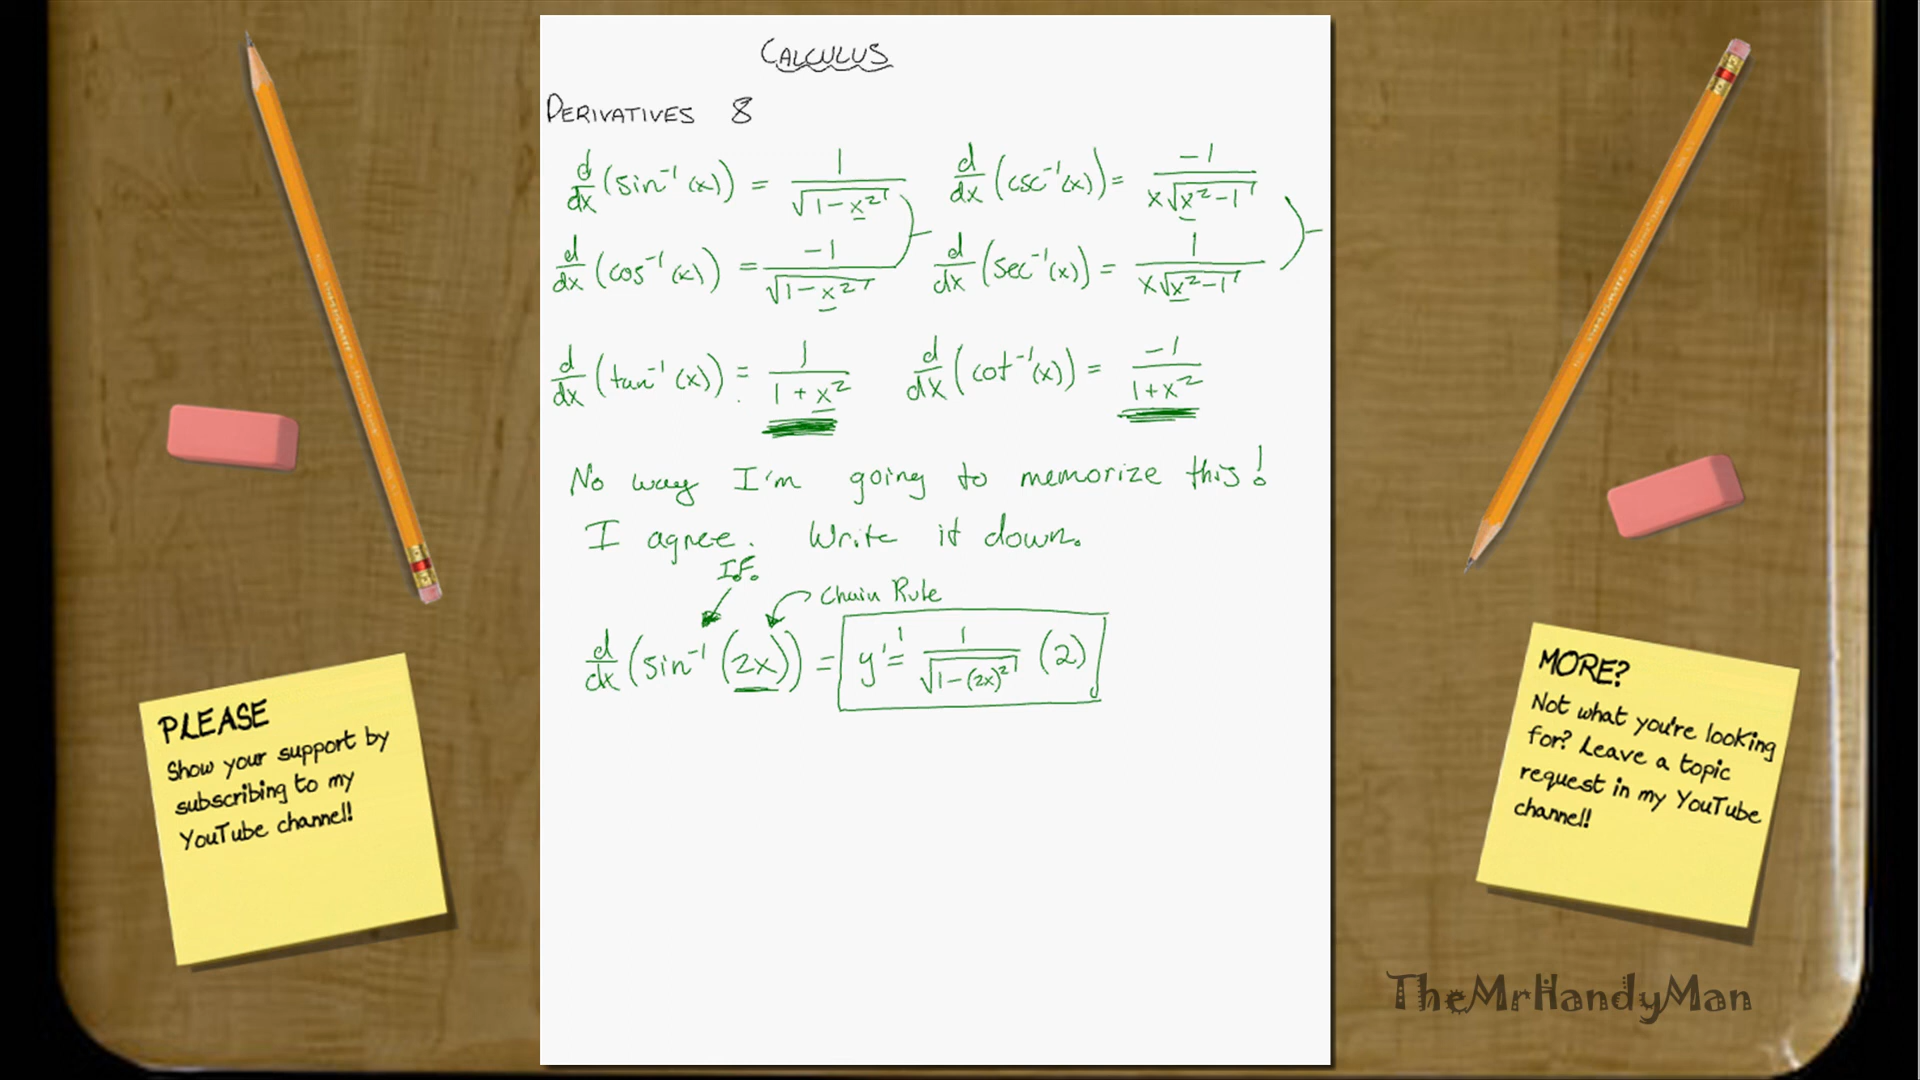 CALCULUS
DERIVATIVES 8
d/dx (sin⁻¹(x)) = 1/√(1-x²)
d/dx (csc⁻¹(x)) = -1/x√(x²-1)
d/dx (cos⁻¹(x)) = -1/√(1-x²)
d/dx (sec⁻¹(x)) = 1/x√(x²-1)
d/dx (tan⁻¹(x)) = 1/1+x²
d/dx (cot⁻¹(x)) = -1/1+x²
No way I'm going to memorize this!
I agree. Write it down.
I.F.
Chain Rule
d/dx (sin⁻¹(2x)) = y' = 1/√(1-(2x)²) (2)
PLEASE
Show your support by
subscribing to my
YouTube channel!
MORE?
Not what you're looking
for? Leave a topic
request in my YouTube
channel!
TheMrHandyMan